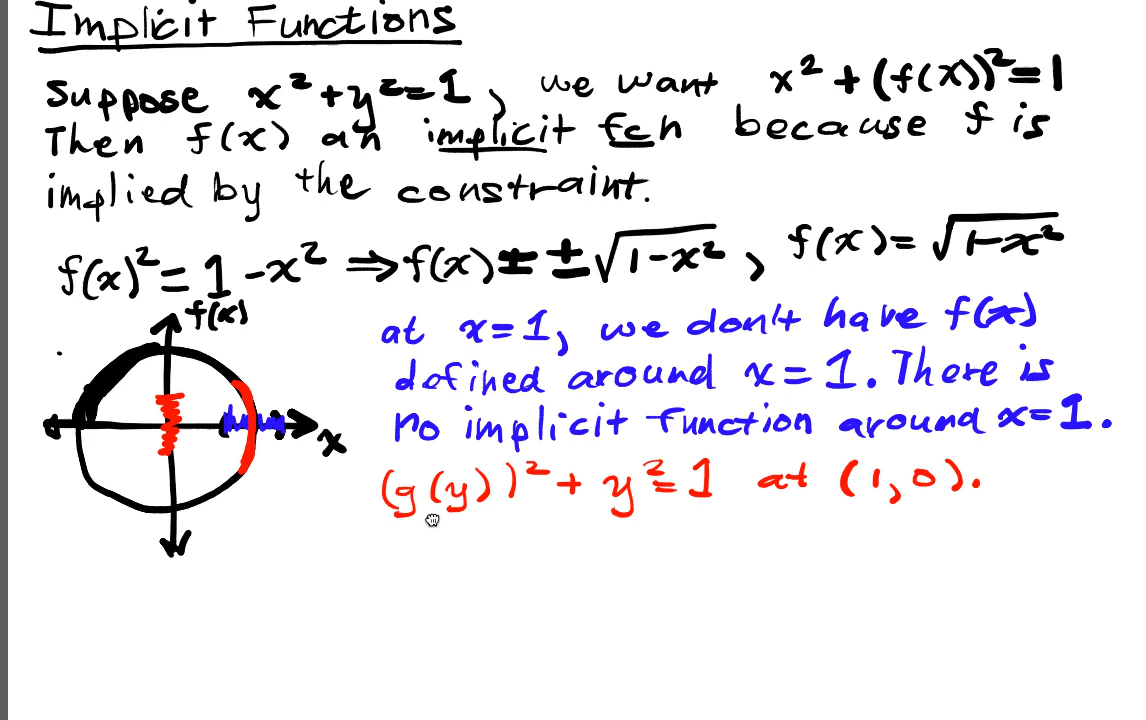 Implicit Functions
Suppose x² + y² = 1, we want x² + (f(x))² = 1
Then f(x) an implicit fcn because f is
implied by the constraint.
f(x)² = 1 - x² ⇒ f(x) ± ± √(1-x²), f(x) = √(1-x²)
f(x)
at x = 1, we don't have f(x)
defined around x = 1. There is
no implicit function around x = 1.
x
(g(y))² + y² = 1 at (1, 0).